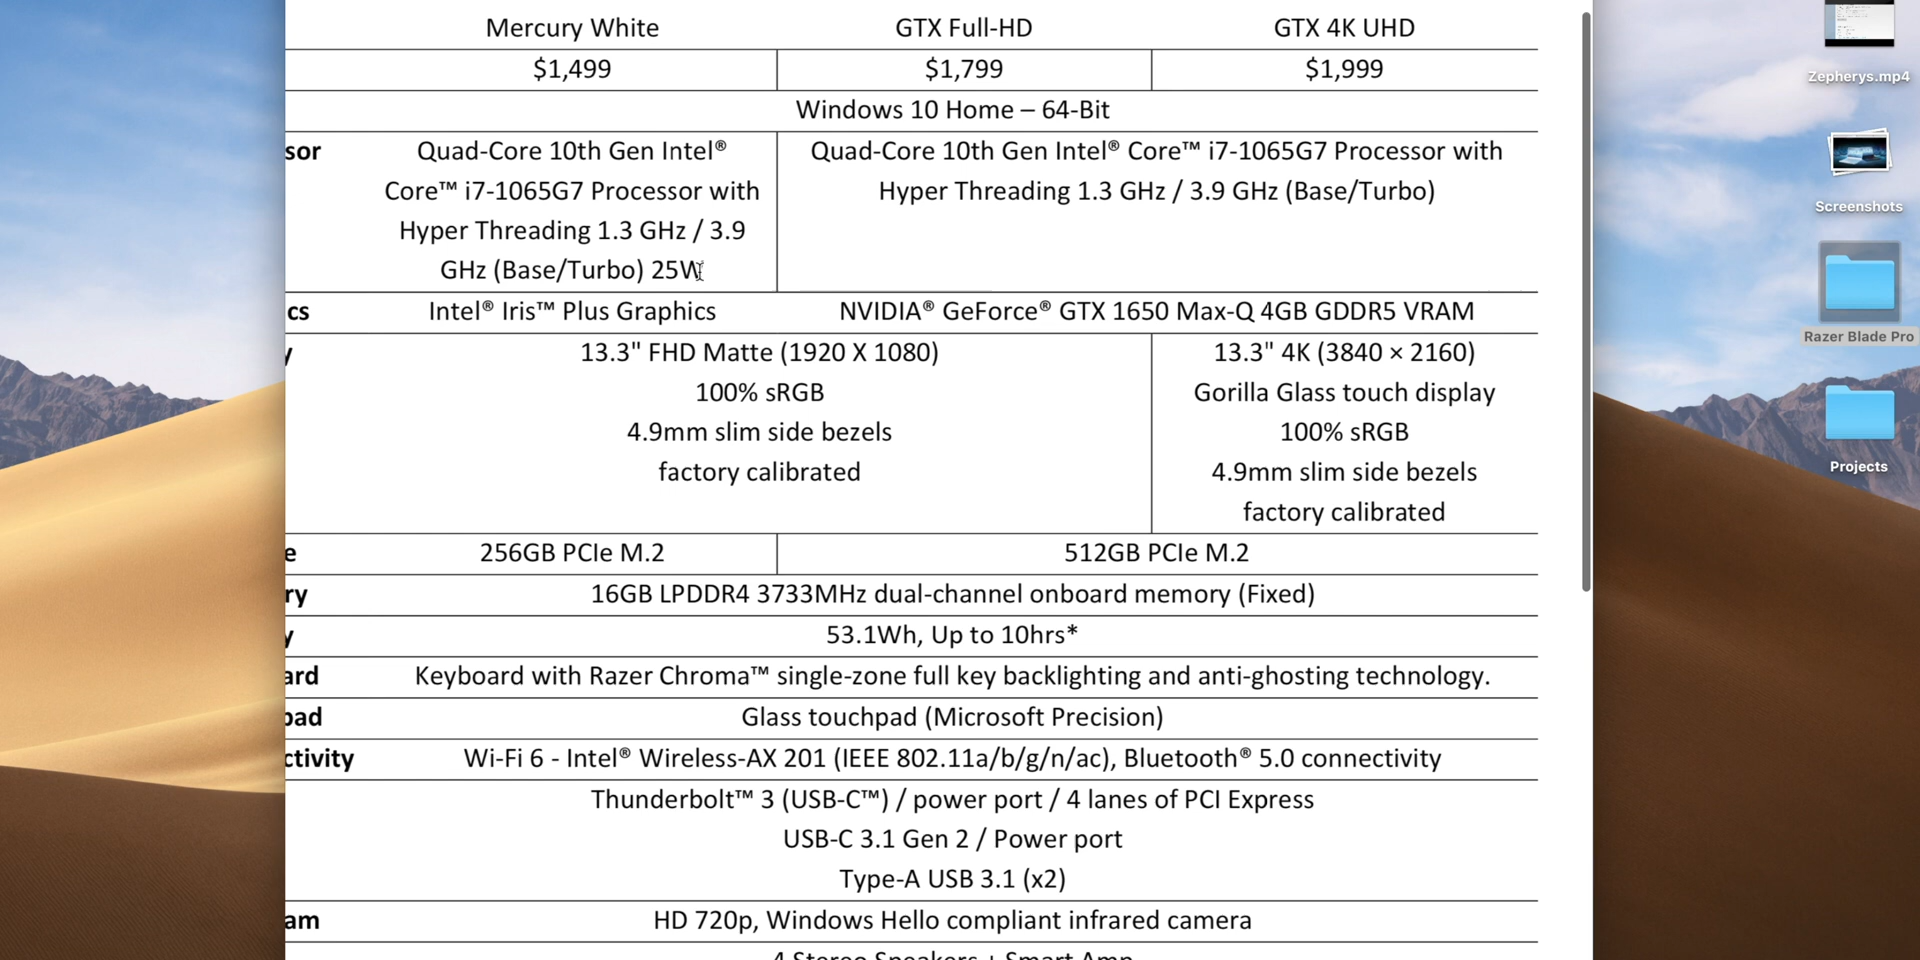 Mercury White
GTX Full-HD
GTX 4K UHD
$1,499
$1,799
$1,999
Windows 10 Home – 64-Bit
sor
Quad-Core 10th Gen Intel®
Core™ i7-1065G7 Processor with
Hyper Threading 1.3 GHz / 3.9
GHz (Base/Turbo) 25W
Quad-Core 10th Gen Intel® Core™ i7-1065G7 Processor with
Hyper Threading 1.3 GHz / 3.9 GHz (Base/Turbo)
cs
Intel® Iris™ Plus Graphics
NVIDIA® GeForce® GTX 1650 Max-Q 4GB GDDR5 VRAM
y
13.3" FHD Matte (1920 X 1080)
100% sRGB
4.9mm slim side bezels
factory calibrated
13.3" 4K (3840 × 2160)
Gorilla Glass touch display
100% sRGB
4.9mm slim side bezels
factory calibrated
e
256GB PCIe M.2
512GB PCIe M.2
ry
16GB LPDDR4 3733MHz dual-channel onboard memory (Fixed)
y
53.1Wh, Up to 10hrs*
ard
Keyboard with Razer Chroma™ single-zone full key backlighting and anti-ghosting technology.
pad
Glass touchpad (Microsoft Precision)
ctivity
Wi-Fi 6 - Intel® Wireless-AX 201 (IEEE 802.11a/b/g/n/ac), Bluetooth® 5.0 connectivity
Thunderbolt™ 3 (USB-C™) / power port / 4 lanes of PCI Express
USB-C 3.1 Gen 2 / Power port
Type-A USB 3.1 (x2)
am
HD 720p, Windows Hello compliant infrared camera
4 Stereo Speakers + Smart Amp
Zepherys.mp4
Screenshots
Razer Blade Pro
Projects